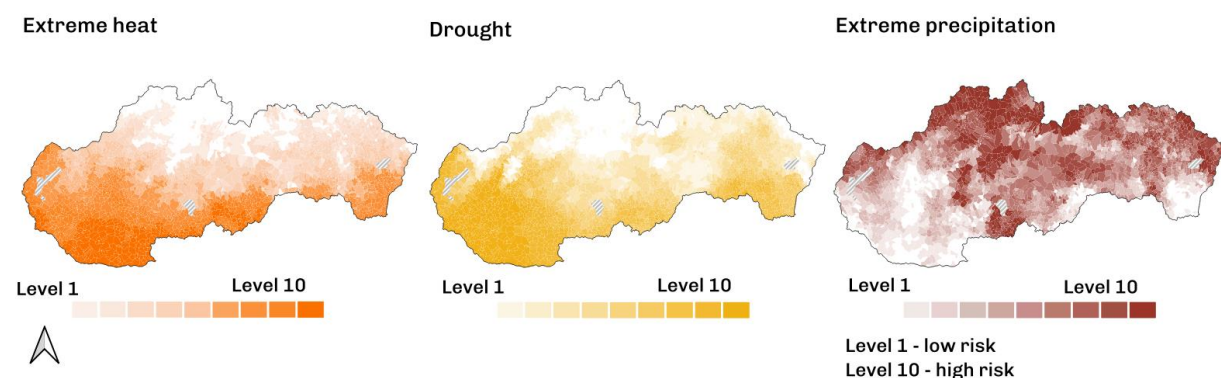 Extreme heat
Drought
Extreme precipitation
Level 1
Level 10
Level 1
Level 10
Level 1
Level 10
Level 1 - low risk
Level 10 - high risk